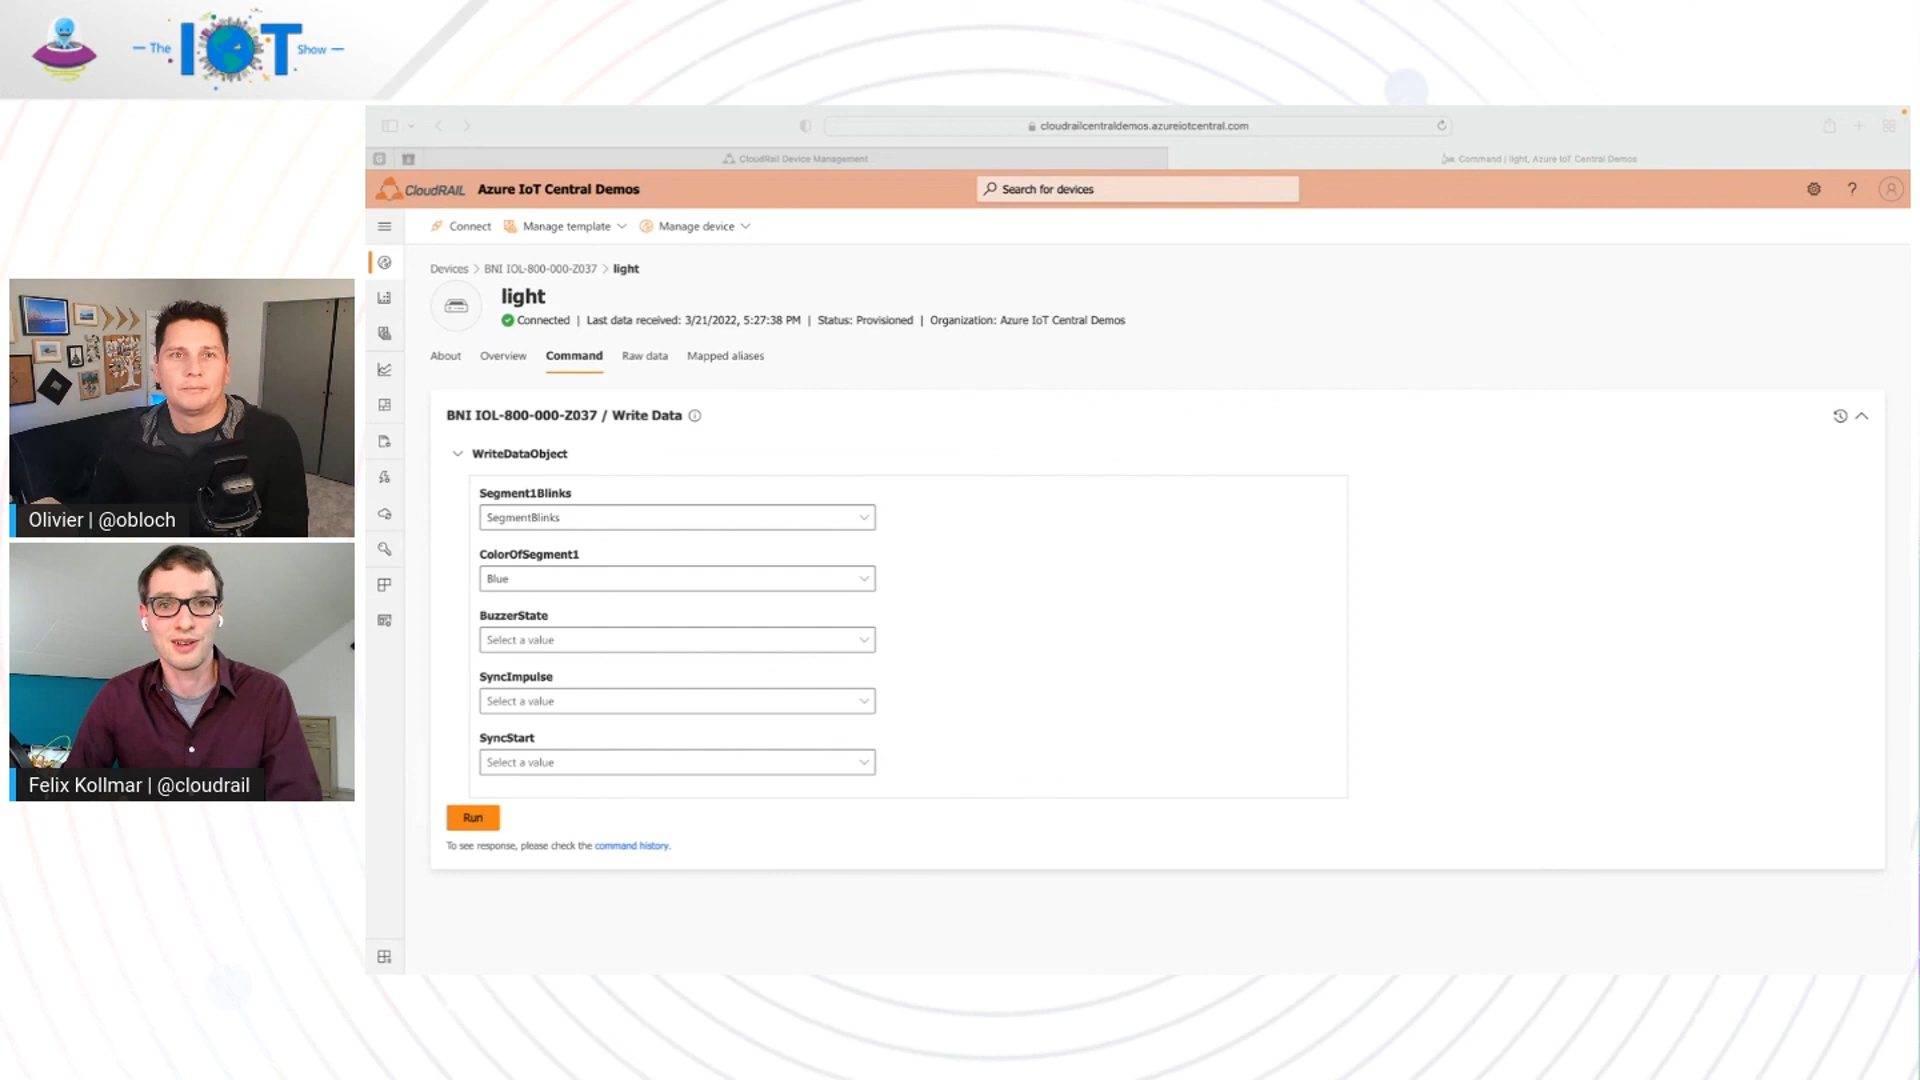 The IOT Show
cloudrailcentraldemos.azureiotcentral.com
CloudRail Device Management
Command | light, Azure IoT Central Demos
CloudRAIL Azure IoT Central Demos
Search for devices
?
Connect
Manage template
Manage device
Devices > BNI IOL-800-000-Z037 > light
light
Connected | Last data received: 3/21/2022, 5:27:38 PM | Status: Provisioned | Organization: Azure IoT Central Demos
About
Overview
Command
Raw data
Mapped aliases
BNI IOL-800-000-Z037 / Write Data
WriteDataObject
Segment1Blinks
SegmentBlinks
ColorOfSegment1
Blue
BuzzerState
Select a value
SyncImpulse
Select a value
SyncStart
Select a value
Run
To see response, please check the command history.
Olivier | @obloch
Felix Kollmar | @cloudrail